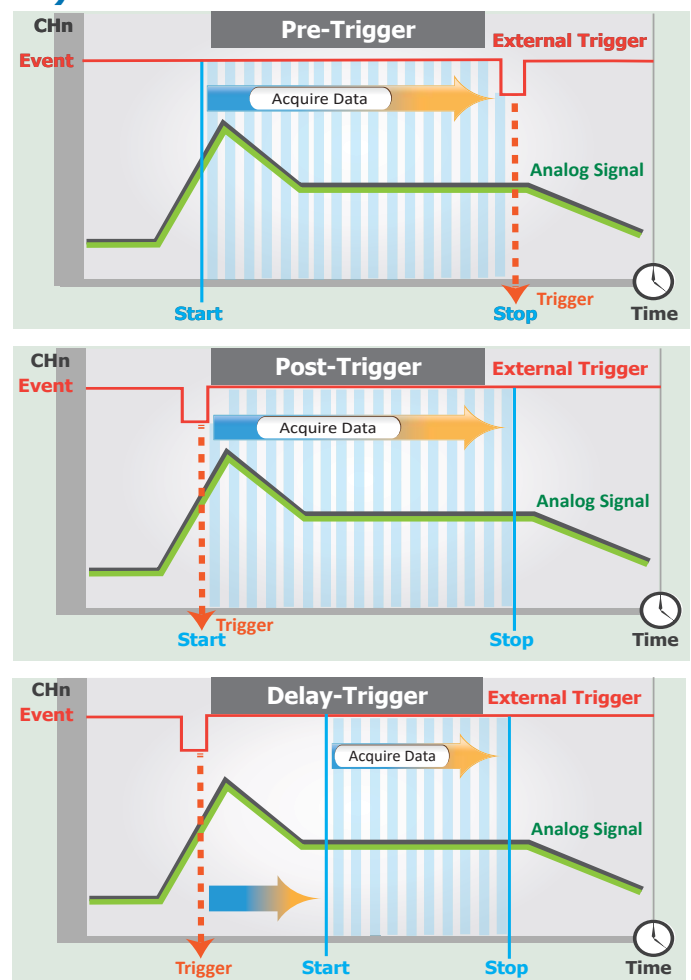 CHn
Pre-Trigger
External Trigger
Event
Acquire Data
Analog Signal
Trigger
Start
Stop
Time
CHn
Post-Trigger
External Trigger
Event
Acquire Data
Analog Signal
Trigger
Start
Stop
Time
CHn
Delay-Trigger
External Trigger
Event
Acquire Data
Analog Signal
Trigger
Start
Stop
Time